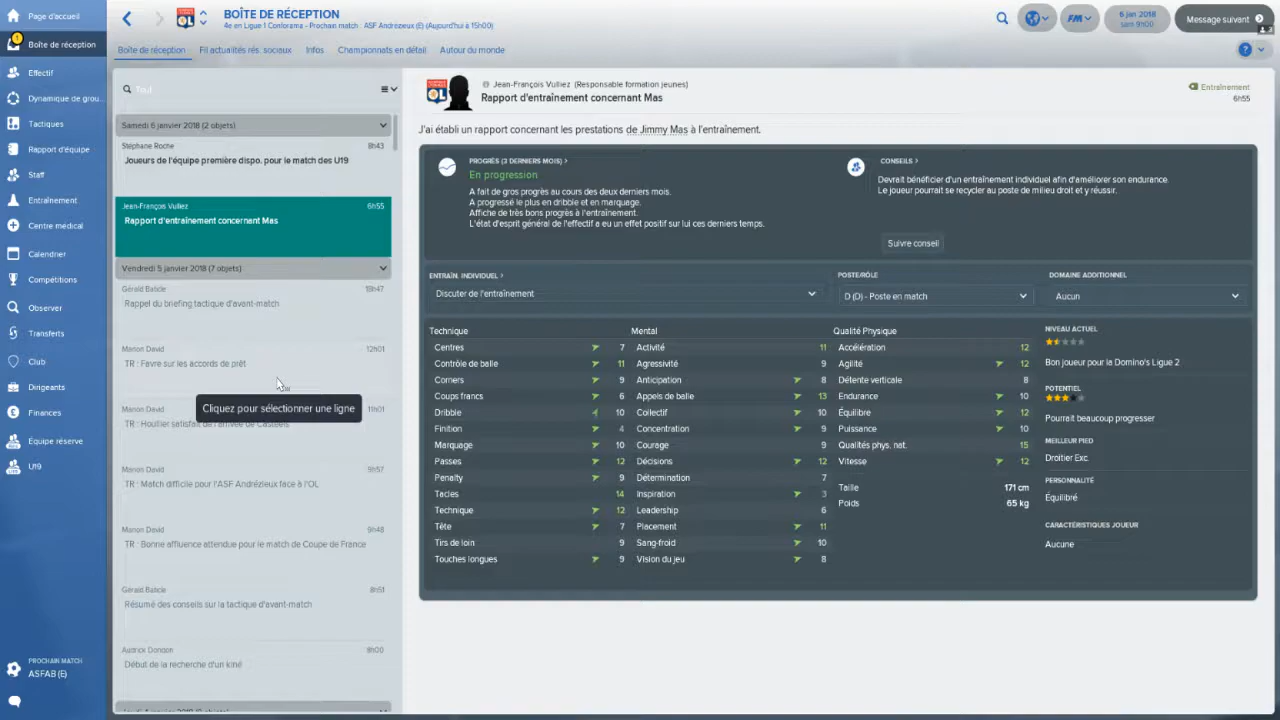 Page d'accueil
Boîte de réception
Effectif
Dynamique de grou...
Tactiques
Rapport d'équipe
Staff
Entraînement
Centre médical
Calendrier
Compétitions
Observer
Transferts
Club
Dirigeants
Finances
Équipe réserve
U19
PROCHAIN MATCH
ASFAB (E)
BOÎTE DE RÉCEPTION
4e en Ligue 1 Conforama - Prochain match : ASF Andrézieux (E) (Aujourd'hui à 15h00)
FM
6 jan 2018
sam 9h00
Message suivant
Boîte de réception
Fil actualités rés. sociaux
Infos
Championnats en détail
Autour du monde
Tout
Samedi 6 janvier 2018 (2 objets)
Stéphane Roche 8h43
Joueurs de l'équipe première dispo. pour le match des U19
Jean-François Vulliez 6h55
Rapport d'entraînement concernant Mas
Vendredi 5 janvier 2018 (7 objets)
Gérald Baticle 18h47
Rappel du briefing tactique d'avant-match
Manon David 12h01
TR : Favre sur les accords de prêt
Manon David 11h01
Cliquez pour sélectionner une ligne
TR : Houllier satisfait de l'arrivée de Casteels
Manon David 9h57
TR : Match difficile pour l'ASF Andrézieux face à l'OL
Manon David 9h48
TR : Bonne affluence attendue pour le match de Coupe de France
Gérald Baticle 8h51
Résumé des conseils sur la tactique d'avant-match
Audrick Dondon 8h00
Début de la recherche d'un kiné
Jean-François Vulliez (Responsable formation jeunes)
Rapport d'entraînement concernant Mas
Entraînement
6h55
J'ai établi un rapport concernant les prestations de Jimmy Mas à l'entraînement.
PROGRÈS (3 DERNIERS MOIS) >
En progression
A fait de gros progrès au cours des deux derniers mois.
A progressé le plus en dribble et en marquage.
Affiche de très bons progrès à l'entraînement.
L'état d'esprit général de l'effectif a eu un effet positif sur lui ces derniers temps.
CONSEILS >
Devrait bénéficier d'un entraînement individuel afin d'améliorer son endurance.
Le joueur pourrait se recycler au poste de milieu droit et y réussir.
Suivre conseil
ENTRAÎN. INDIVIDUEL >
Discuter de l'entraînement
POSTE/RÔLE
D (D) - Poste en match
DOMAINE ADDITIONNEL
Aucun
Technique
Centres 7
Contrôle de balle 11
Corners 9
Coups francs 6
Dribble 10
Finition 4
Marquage 10
Passes 12
Penalty 9
Tacles 14
Technique 12
Tête 7
Tirs de loin 9
Touches longues 9
Mental
Activité 11
Agressivité 9
Anticipation 8
Appels de balle 13
Collectif 10
Concentration 9
Courage 9
Décisions 12
Détermination 7
Inspiration 3
Leadership 6
Placement 11
Sang-froid 10
Vision du jeu 8
Qualité Physique
Accélération 12
Agilité 12
Détente verticale 8
Endurance 10
Équilibre 12
Puissance 10
Qualités phys. nat. 15
Vitesse 12
Taille 171 cm
Poids 65 kg
NIVEAU ACTUEL
Bon joueur pour la Domino's Ligue 2
POTENTIEL
Pourrait beaucoup progresser
MEILLEUR PIED
Droitier Exc.
PERSONNALITÉ
Équilibré
CARACTÉRISTIQUES JOUEUR
Aucune